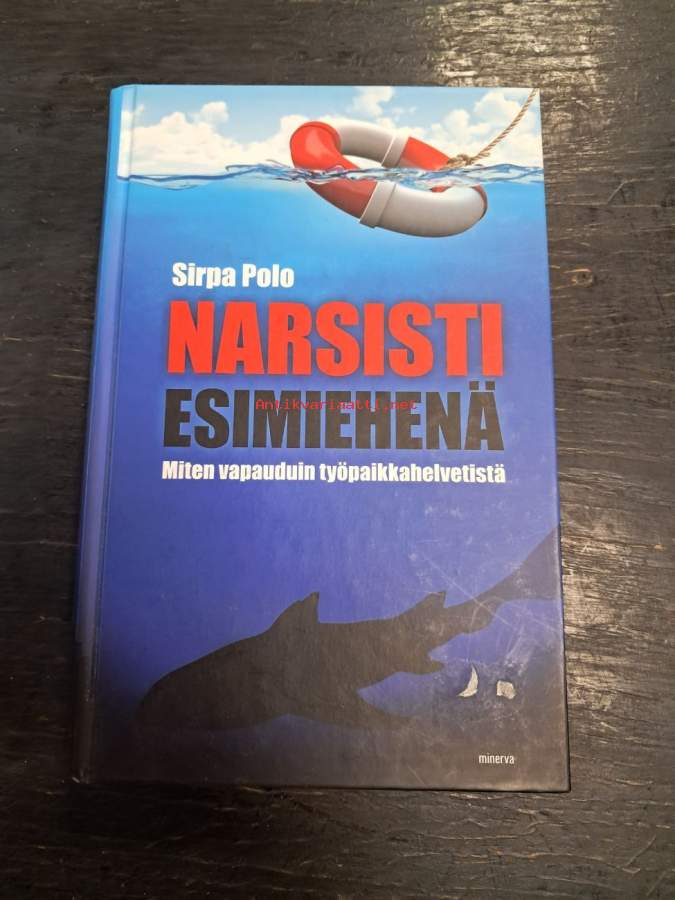 Sirpa Polo
NARSISTI
Antikvariaatti.net
ESIMIEHENÄ
Miten vapauduin työpaikkahelvetistä
minerva